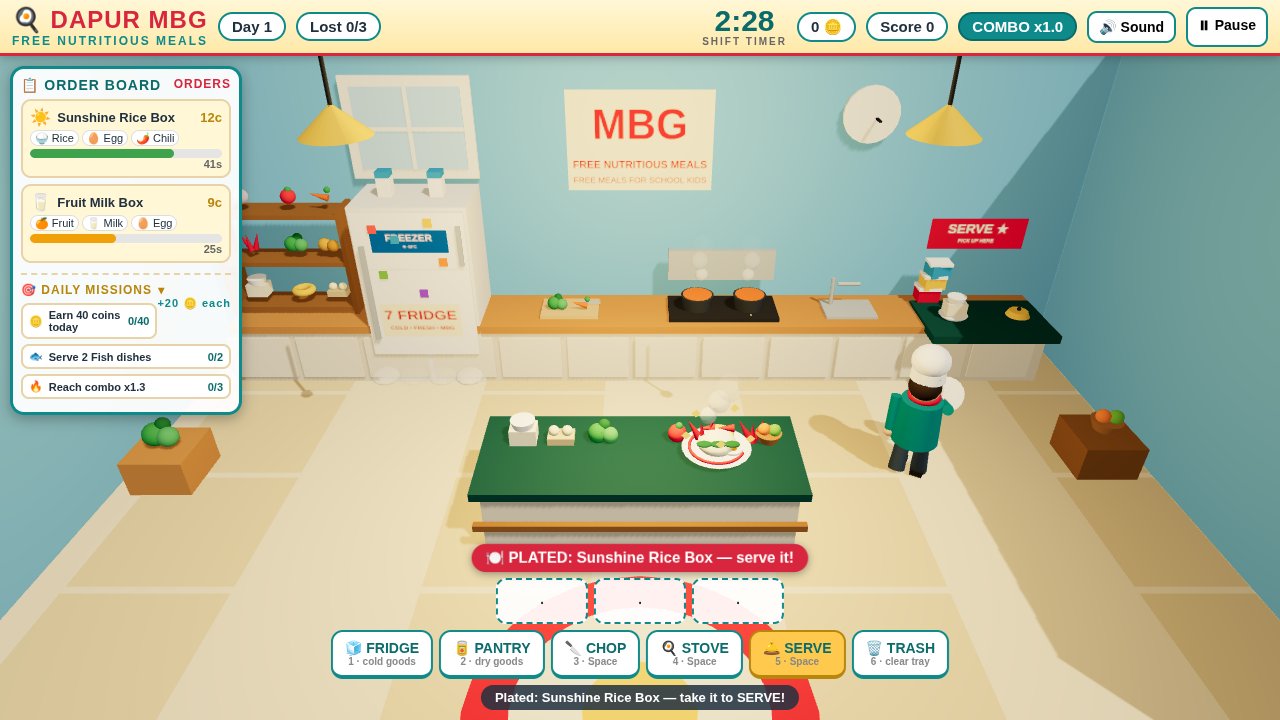 DAPUR MBG
FREE NUTRITIOUS MEALS
Day 1
Lost 0/3
2:28
SHIFT TIMER
0
Score 0
COMBO x1.0
Sound
Pause
ORDER BOARD
ORDERS
Sunshine Rice Box 12c
Rice Egg Chili
41s
Fruit Milk Box 9c
Fruit Milk Egg
25s
DAILY MISSIONS ▼
+20 each
Earn 40 coins today 0/40
Serve 2 Fish dishes 0/2
Reach combo x1.3 0/3
MBG
FREE NUTRITIOUS MEALS
FREE MEALS FOR SCHOOL KIDS
7 FRIDGE
SERVE ★
PICK UP HERE
PLATED: Sunshine Rice Box — serve it!
FRIDGE
1 · cold goods
PANTRY
2 · dry goods
CHOP
3 · Space
STOVE
4 · Space
SERVE
5 · Space
TRASH
6 · clear tray
Plated: Sunshine Rice Box — take it to SERVE!